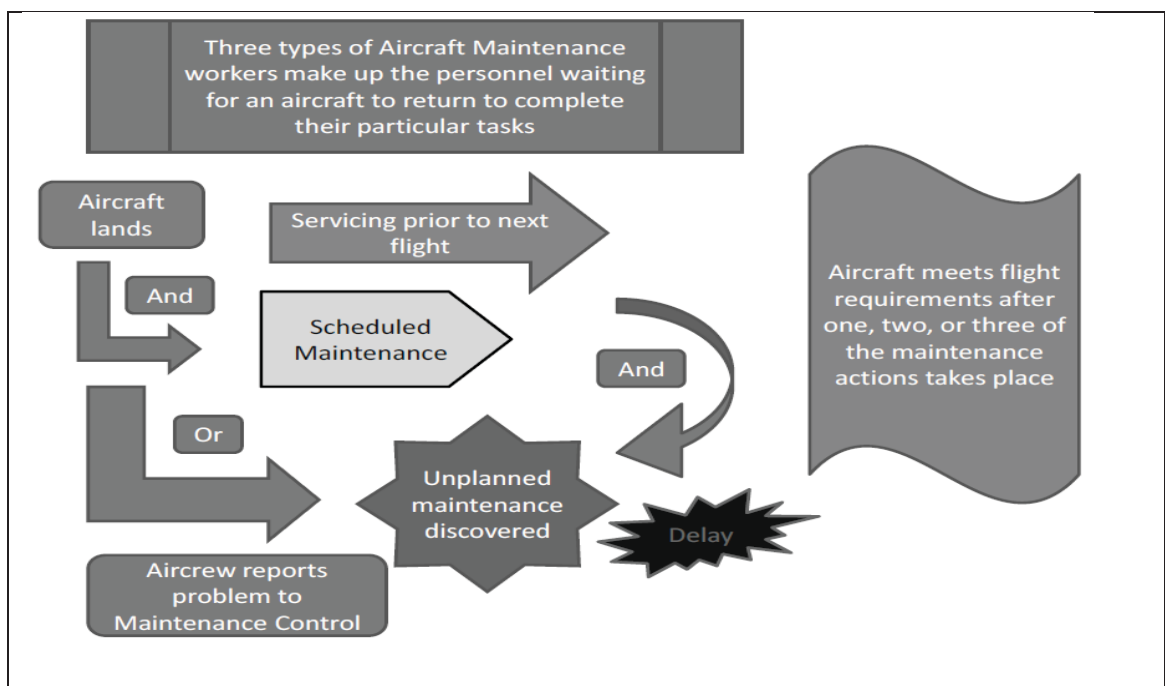 Three types of Aircraft Maintenance
workers make up the personnel waiting
for an aircraft to return to complete
their particular tasks
Aircraft
lands
Servicing prior to next
flight
And
Scheduled
Maintenance
And
Aircraft meets flight
requirements after
one, two, or three of
the maintenance
actions takes place
Or
Unplanned
maintenance
discovered
Delay
Aircrew reports
problem to
Maintenance Control